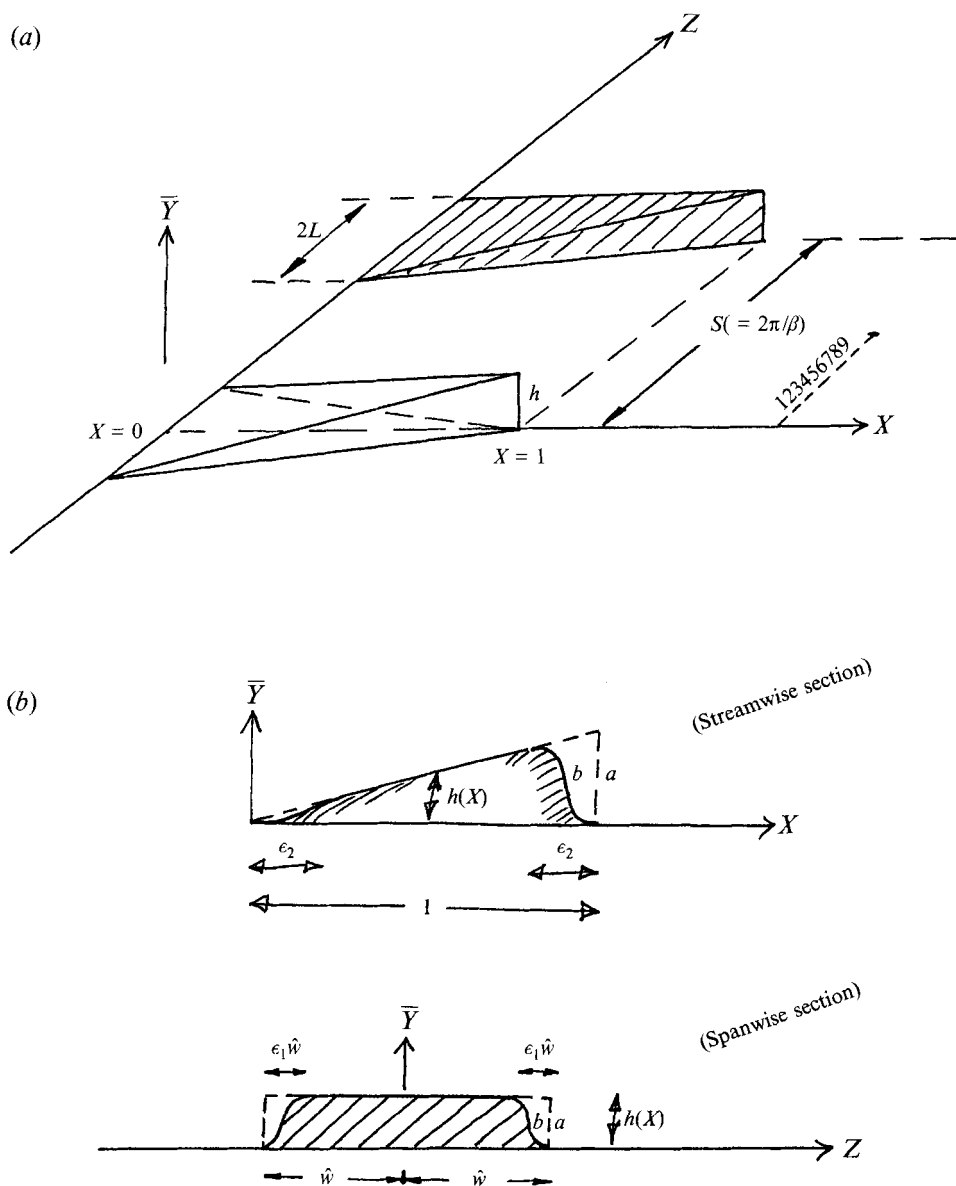 (a)
Z
Y̅
2L
S( = 2π/β)
123456789
h
X = 0
X
X = 1
(b)
Y̅
(Streamwise section)
b
a
h(X)
X
ϵ₂
ϵ₂
1
(Spanwise section)
Y̅
ϵ₁ŵ
ϵ₁ŵ
b
a
h(X)
Z
ŵ
ŵ